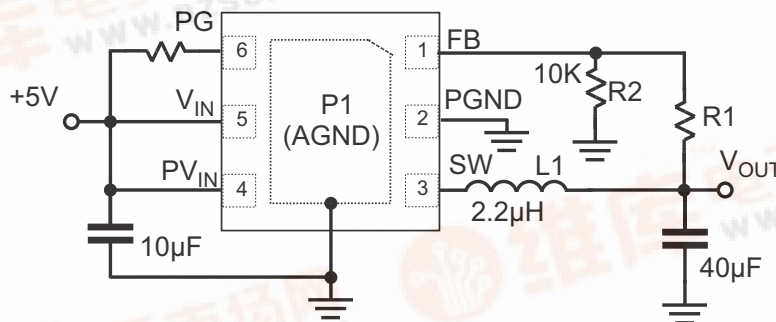 PG
6
1
FB
+5V
V_IN
5
P1
(AGND)
2
PGND
10K
R2
R1
PV_IN
4
3
SW
L1
2.2μH
V_OUT
10μF
40μF